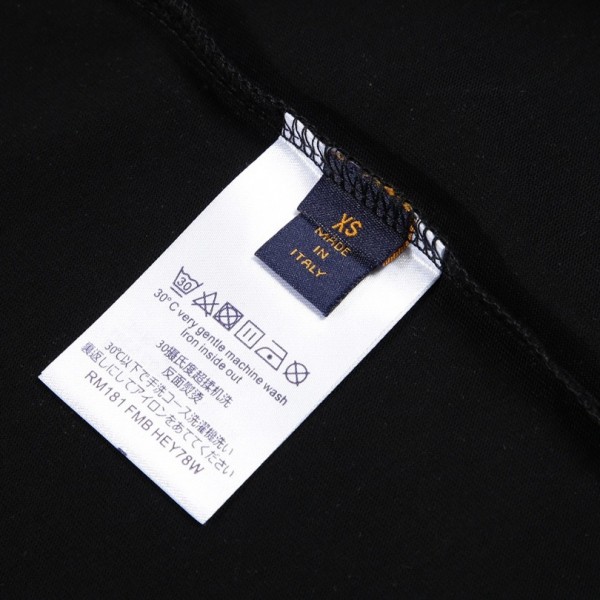 XS
MADE
IN
ITALY
30
30°C very gentle machine wash
Iron inside out
30摄氏度超揉机洗
反面熨烫
30℃以下で手洗コース洗濯機洗い
裏返しにしてアイロンをあててください
RM181 FMB HEY78W